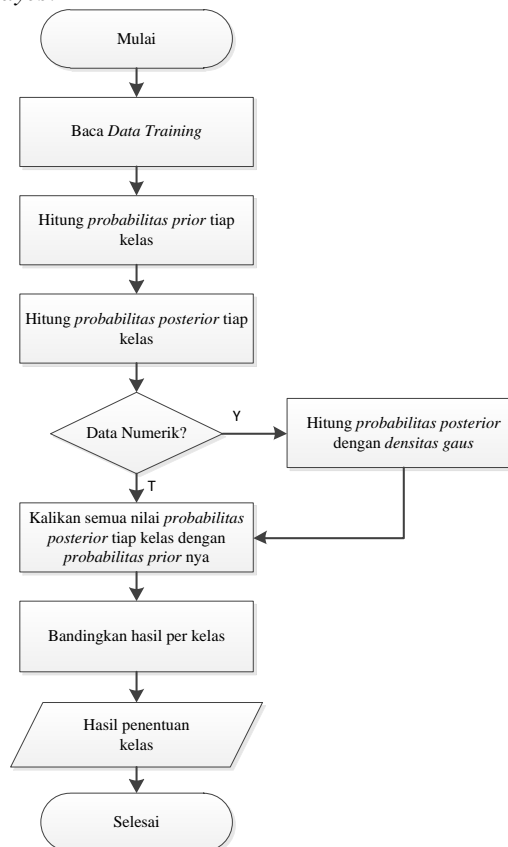 Mulai
Baca Data Training
Hitung probabilitas prior tiap
kelas
Hitung probabilitas posterior tiap
kelas
Data Numerik?
Y
Hitung probabilitas posterior
dengan densitas gaus
T
Kalikan semua nilai probabilitas
posterior tiap kelas dengan
probabilitas prior nya
Bandingkan hasil per kelas
Hasil penentuan
kelas
Selesai